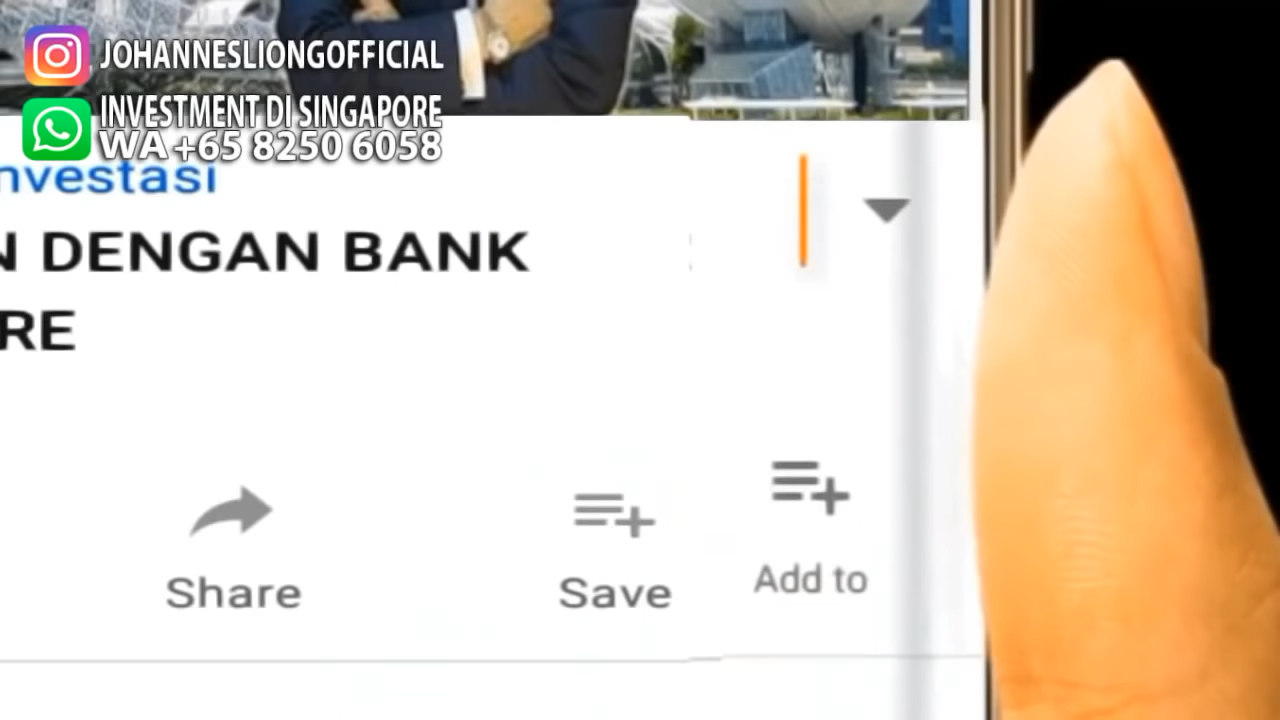 JOHANNESLIONGOFFICIAL
INVESTMENT DI SINGAPORE
WA +65 8250 6058
nvestasi
N DENGAN BANK
RE
Share
Save
Add to